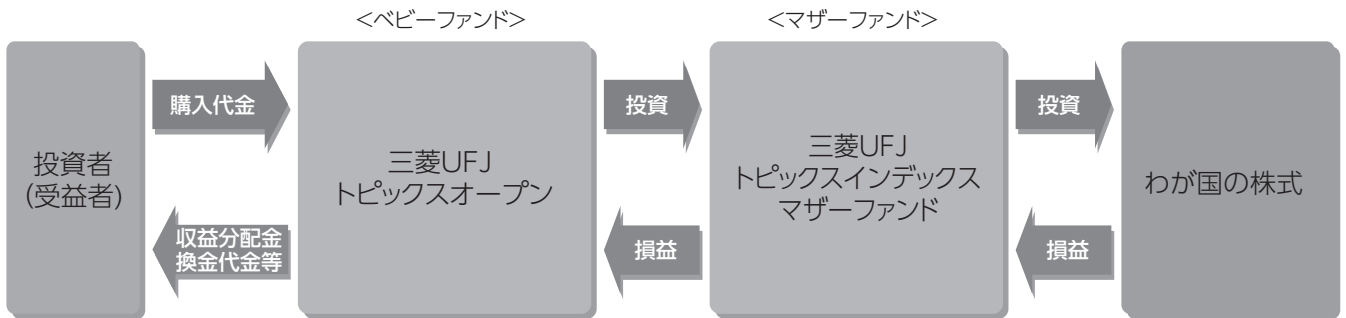 <ベビーファンド>
<マザーファンド>
投資者
(受益者)
購入代金
収益分配金
換金代金等
三菱UFJ
トピックスオープン
投資
損益
三菱UFJ
トピックスインデックス
マザーファンド
投資
損益
わが国の株式